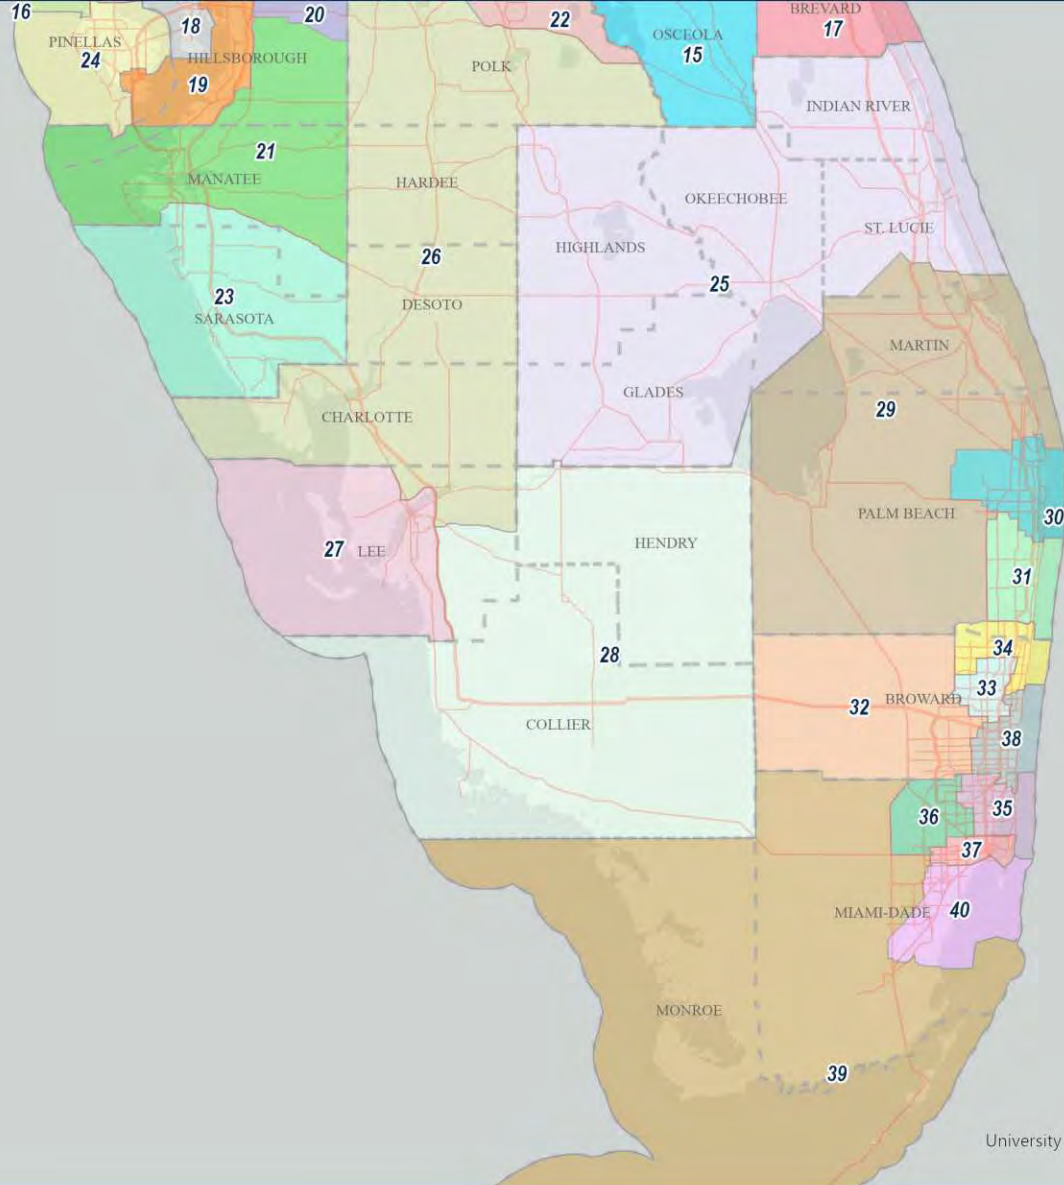 BREVARD
16
20
18
22
17
OSCEOLA
PINELLAS
15
24
HILLSBOROUGH
POLK
19
INDIAN RIVER
21
MANATEE
HARDEE
OKEECHOBEE
ST. LUCIE
HIGHLANDS
26
25
23
DESOTO
SARASOTA
MARTIN
GLADES
29
CHARLOTTE
PALM BEACH
30
HENDRY
27
LEE
31
34
28
33
BROWARD
32
COLLIER
38
35
36
37
40
MIAMI-DADE
MONROE
39
University